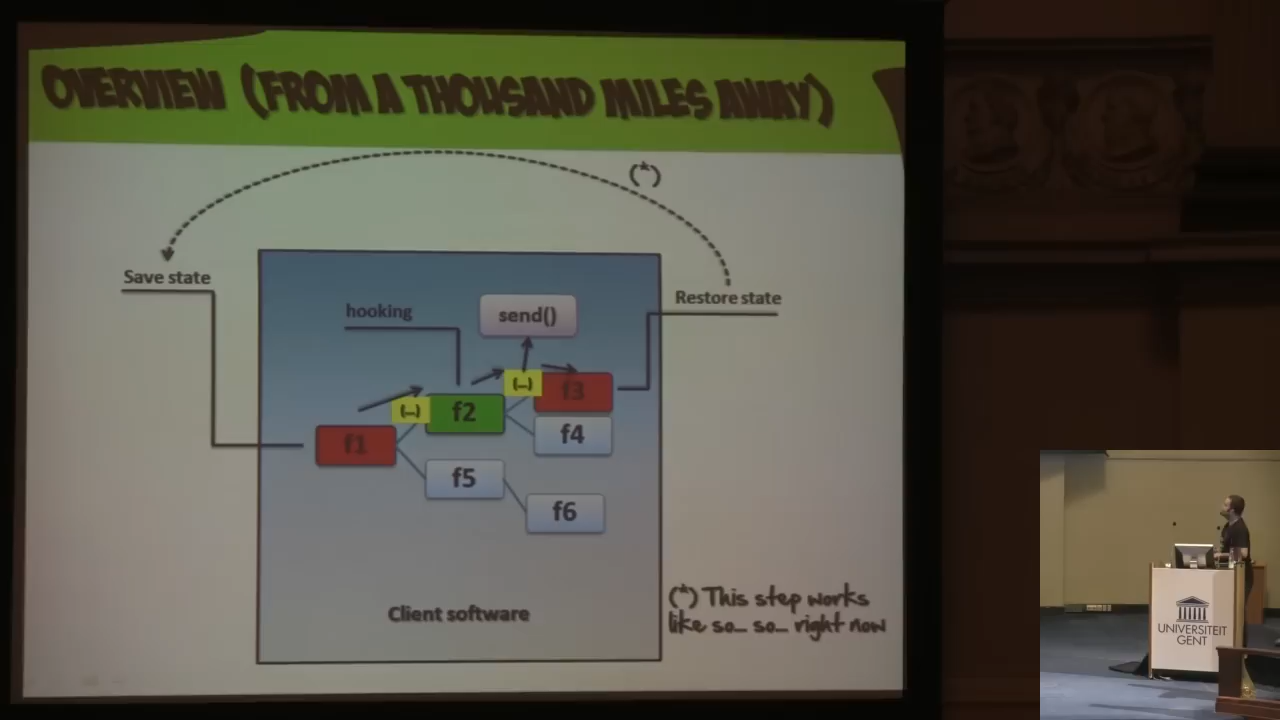 OVERVIEW (FROM A THOUSAND MILES AWAY)
(*)
Save state
Restore state
hooking
send()
(...)
f3
(...)
f2
f4
f1
f5
f6
Client software
(*) This step works
like so... so... right now
UNIVERSITEIT
GENT